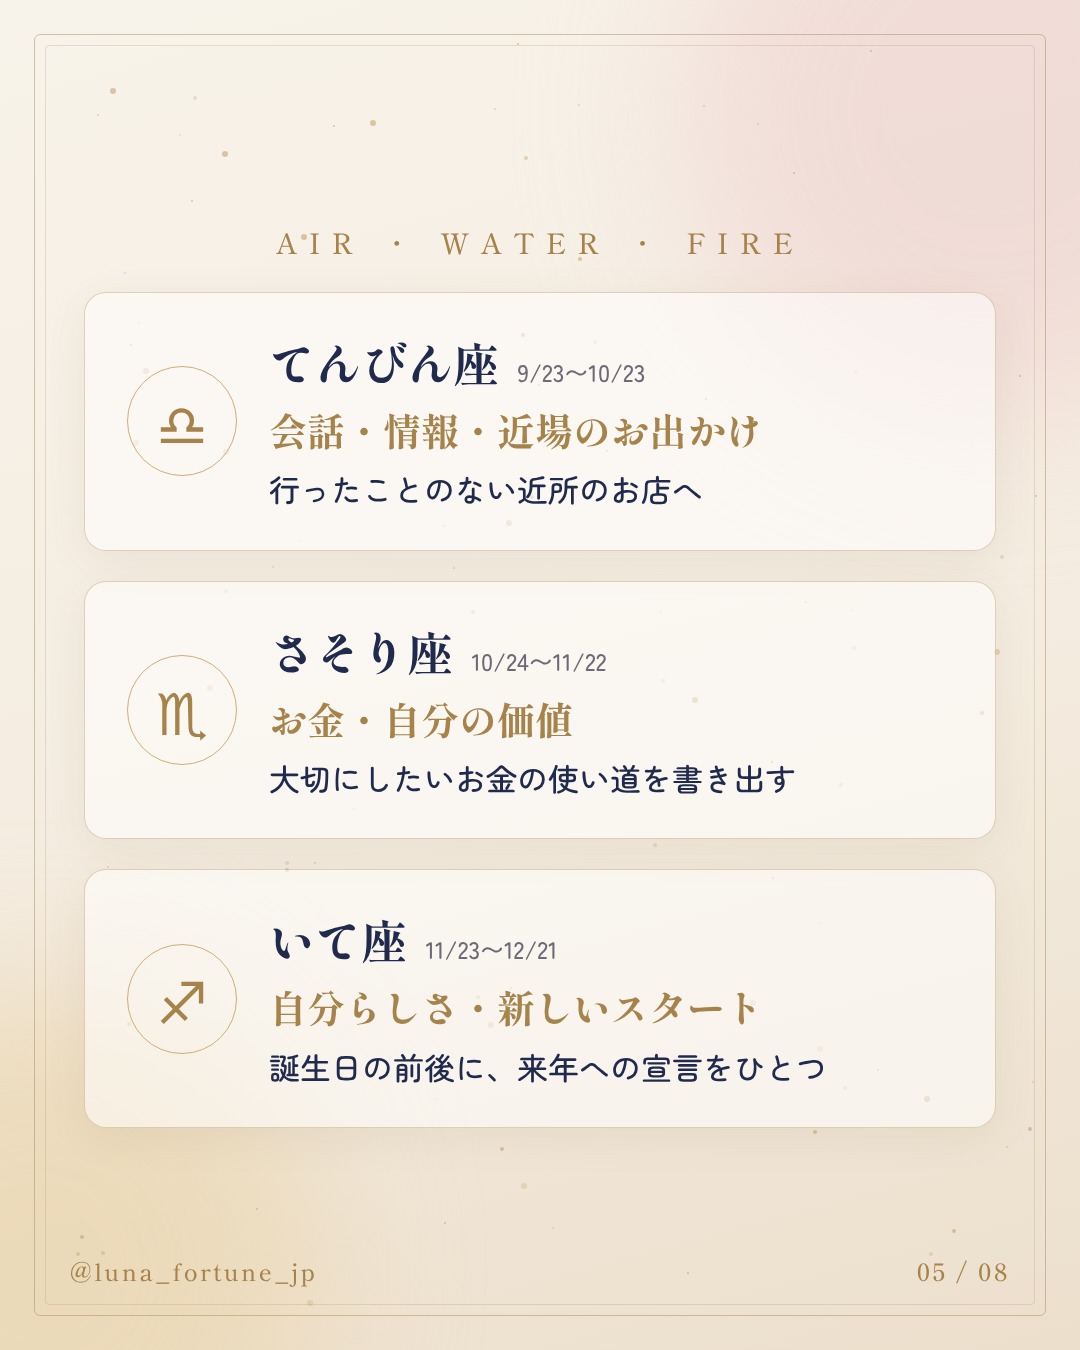 AIR · WATER · FIRE
てんびん座 9/23〜10/23
会話・情報・近場のお出かけ
行ったことのない近所のお店へ
さそり座 10/24〜11/22
お金・自分の価値
大切にしたいお金の使い道を書き出す
いて座 11/23〜12/21
自分らしさ・新しいスタート
誕生日の前後に、来年への宣言をひとつ
@luna_fortune_jp
05 / 08